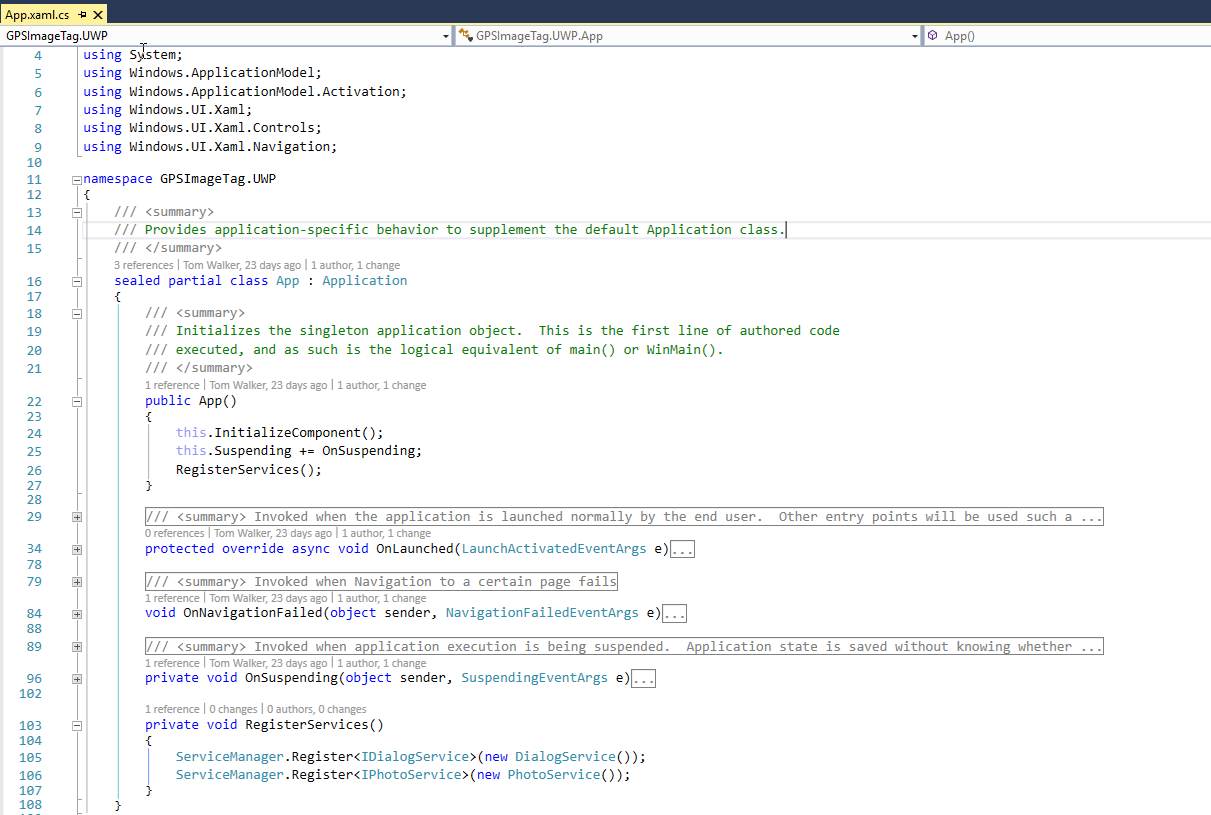 App.xaml.cs
GPSImageTag.UWP GPSImageTag.UWP.App App()
4 using System;
5 using Windows.ApplicationModel;
6 using Windows.ApplicationModel.Activation;
7 using Windows.UI.Xaml;
8 using Windows.UI.Xaml.Controls;
9 using Windows.UI.Xaml.Navigation;
10
11 namespace GPSImageTag.UWP
12 {
13 /// <summary>
14 /// Provides application-specific behavior to supplement the default Application class.
15 /// </summary>
3 references | Tom Walker, 23 days ago | 1 author, 1 change
16 sealed partial class App : Application
17 {
18 /// <summary>
19 /// Initializes the singleton application object.  This is the first line of authored code
20 /// executed, and as such is the logical equivalent of main() or WinMain().
21 /// </summary>
1 reference | Tom Walker, 23 days ago | 1 author, 1 change
22 public App()
23 {
24 this.InitializeComponent();
25 this.Suspending += OnSuspending;
26 RegisterServices();
27 }
28
29 /// <summary> Invoked when the application is launched normally by the end user.  Other entry points will be used such a ...
0 references | Tom Walker, 23 days ago | 1 author, 1 change
34 protected override async void OnLaunched(LaunchActivatedEventArgs e)...
78
79 /// <summary> Invoked when Navigation to a certain page fails
1 reference | Tom Walker, 23 days ago | 1 author, 1 change
84 void OnNavigationFailed(object sender, NavigationFailedEventArgs e)...
88
89 /// <summary> Invoked when application execution is being suspended.  Application state is saved without knowing whether ...
1 reference | Tom Walker, 23 days ago | 1 author, 1 change
96 private void OnSuspending(object sender, SuspendingEventArgs e)...
102
1 reference | 0 changes | 0 authors, 0 changes
103 private void RegisterServices()
104 {
105 ServiceManager.Register<IDialogService>(new DialogService());
106 ServiceManager.Register<IPhotoService>(new PhotoService());
107 }
108 }